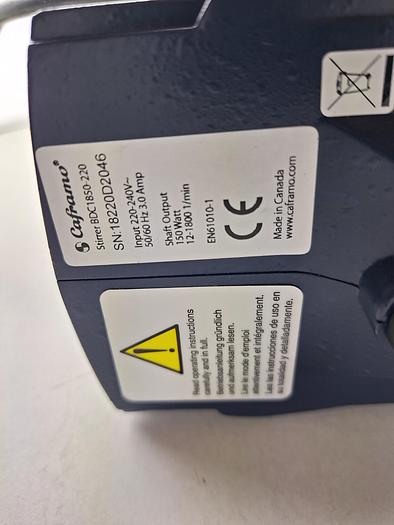 Caframo®
Stirrer BDC1850-220
SN:18220D2046
Input 220-240V~
50/60 Hz 3.0 Amp
Shaft Output
150 Watt
12-1800 1/min
EN61010-1
CE
Made in Canada
www.caframo.com
Read operating instructions
carefully and in full.
Betriebsanleitung gründlich
und aufmerksam lesen.
Lire le mode d'emploi
attentivement et intégralement.
Lea las instrucciones de uso en
su totalidad y detalladamente.